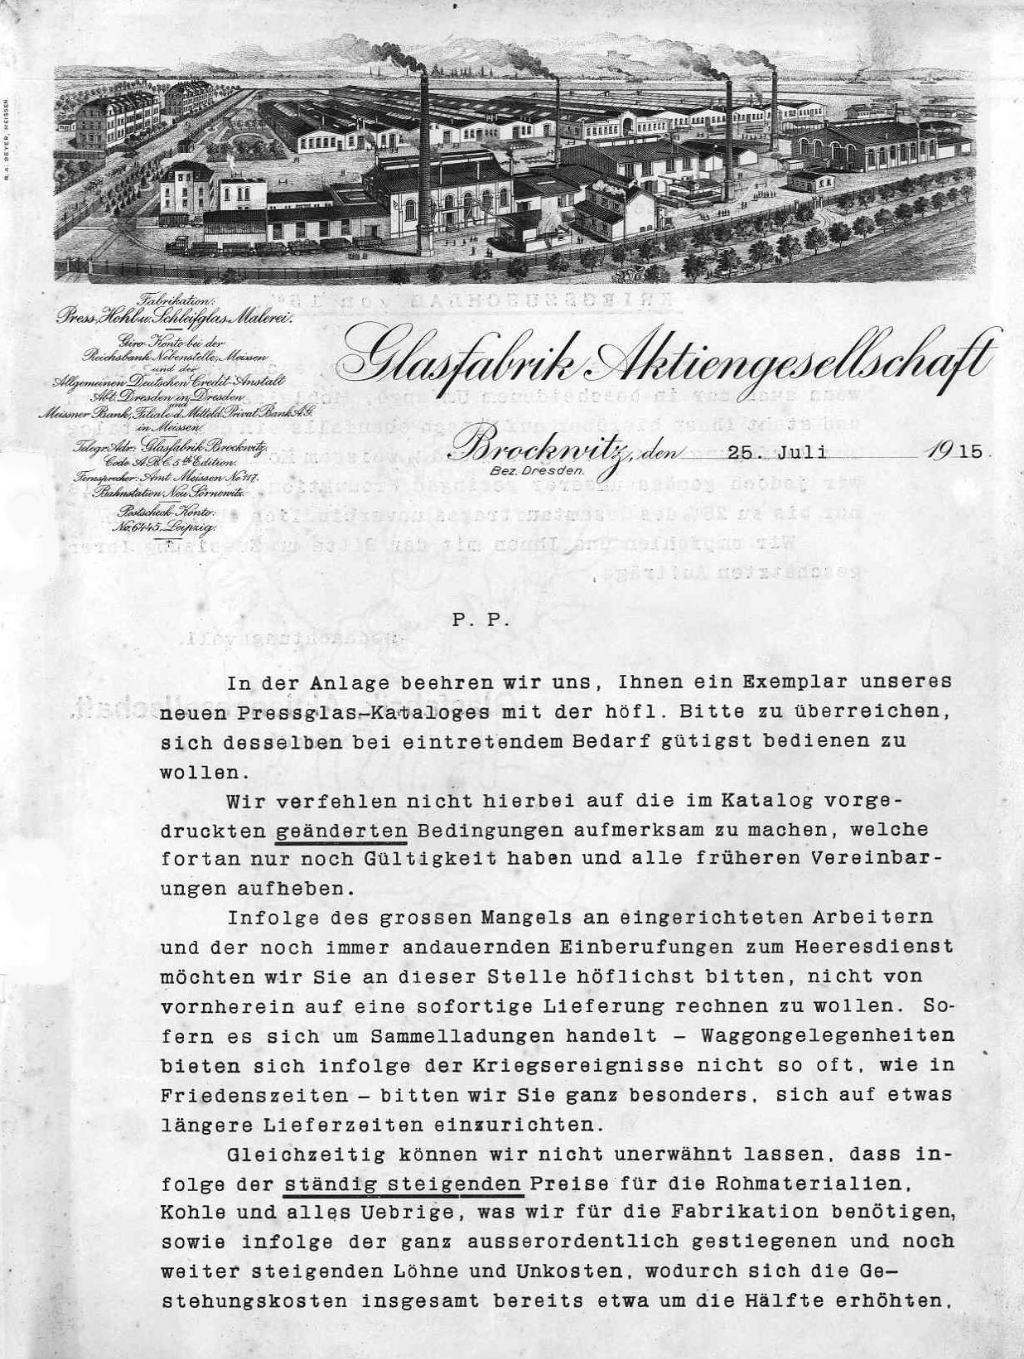 R. A. BEYER, MEISSEN.
Fabrikation:
Press-, Hohl- u. Schleifglas, Malerei.
Giro-Konto bei der
Reichsbank-Nebenstelle, Meissen
und der
Allgemeinen Deutschen Credit-Anstalt
Abt. Dresden in Dresden
und
Meissner Bank, Filiale d. Mitteld. Privat-Bank A.G.
in Meissen
Telegr.-Adr.: Glasfabrik Brockwitz.
Code A. B. C. 5th Edition.
Fernsprecher: Amt Meissen No 717.
Bahnstation: Neu Sörnewitz.
Postscheck-Konto:
No 6445, Leipzig.
Glasfabrik Aktiengesellschaft
Brockwitz, den 25. Juli 1915.
Bez. Dresden.
P. P.
In der Anlage beehren wir uns, Ihnen ein Exemplar unseres
neuen Pressglas-Kataloges mit der höfl. Bitte zu überreichen,
sich desselben bei eintretendem Bedarf gütigst bedienen zu
wollen.
Wir verfehlen nicht hierbei auf die im Katalog vorge-
druckten geänderten Bedingungen aufmerksam zu machen, welche
fortan nur noch Gültigkeit haben und alle früheren Vereinbar-
ungen aufheben.
Infolge des grossen Mangels an eingerichteten Arbeitern
und der noch immer andauernden Einberufungen zum Heeresdienst
möchten wir Sie an dieser Stelle höflichst bitten, nicht von
vornherein auf eine sofortige Lieferung rechnen zu wollen. So-
fern es sich um Sammelladungen handelt - Waggongelegenheiten
bieten sich infolge der Kriegsereignisse nicht so oft, wie in
Friedenszeiten - bitten wir Sie ganz besonders, sich auf etwas
längere Lieferzeiten einzurichten.
Gleichzeitig können wir nicht unerwähnt lassen, dass in-
folge der ständig steigenden Preise für die Rohmaterialien,
Kohle und alles Uebrige, was wir für die Fabrikation benötigen,
sowie infolge der ganz ausserordentlich gestiegenen und noch
weiter steigenden Löhne und Unkosten, wodurch sich die Ge-
stehungskosten insgesamt bereits etwa um die Hälfte erhöhten,